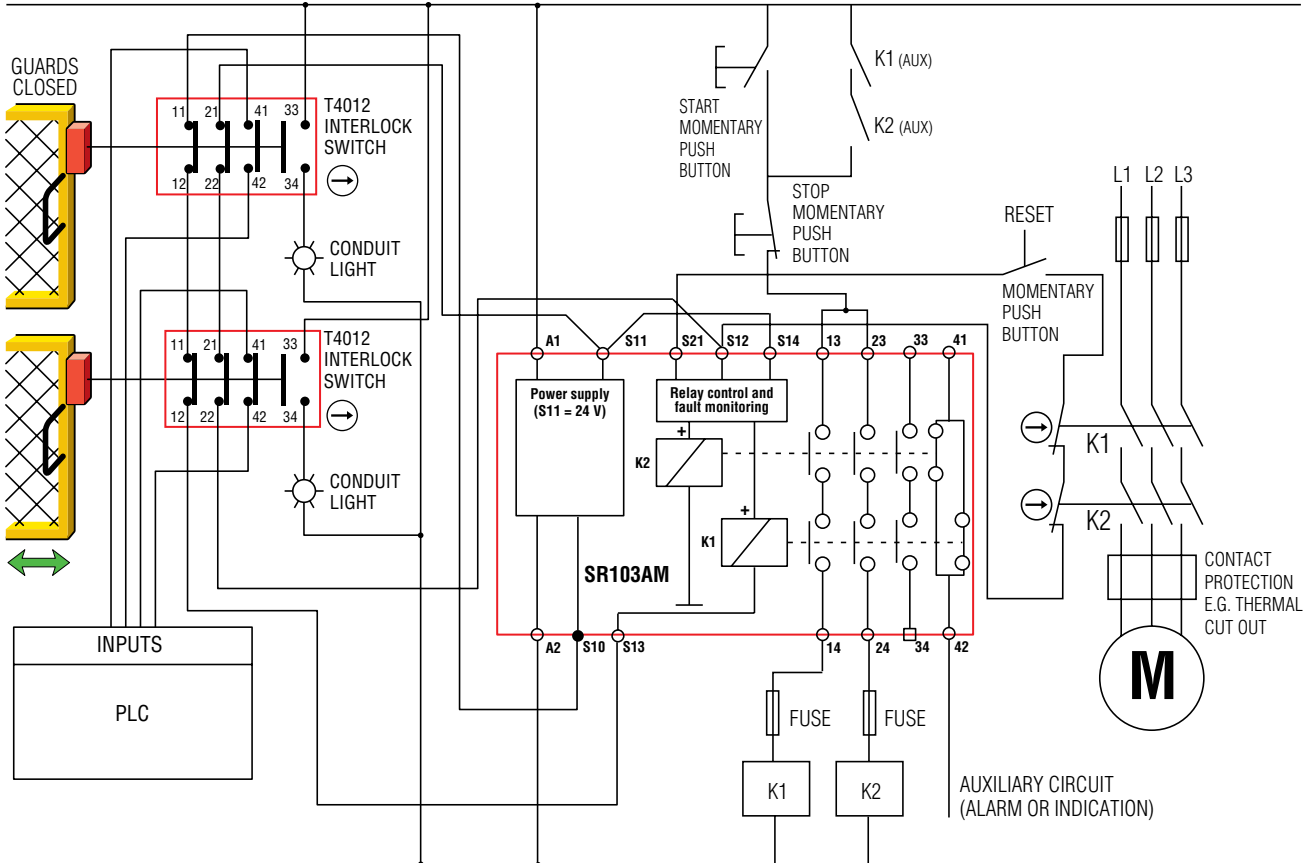 GUARDS
CLOSED
11 21 41 33
12 22 42 34
T4012
INTERLOCK
SWITCH
CONDUIT
LIGHT
11 21 41 33
12 22 42 34
T4012
INTERLOCK
SWITCH
CONDUIT
LIGHT
INPUTS
PLC
START
MOMENTARY
PUSH
BUTTON
K1 (AUX)
K2 (AUX)
STOP
MOMENTARY
PUSH
BUTTON
RESET
MOMENTARY
PUSH
BUTTON
L1 L2 L3
A1 S11 S21 S12 S14 13 23 33 41
Power supply
(S11 = 24 V)
Relay control and
fault monitoring
+
K2
+
K1
SR103AM
A2 S10 S13 14 24 34 42
FUSE FUSE
K1 K2
AUXILIARY CIRCUIT
(ALARM OR INDICATION)
K1
K2
CONTACT
PROTECTION
E.G. THERMAL
CUT OUT
M